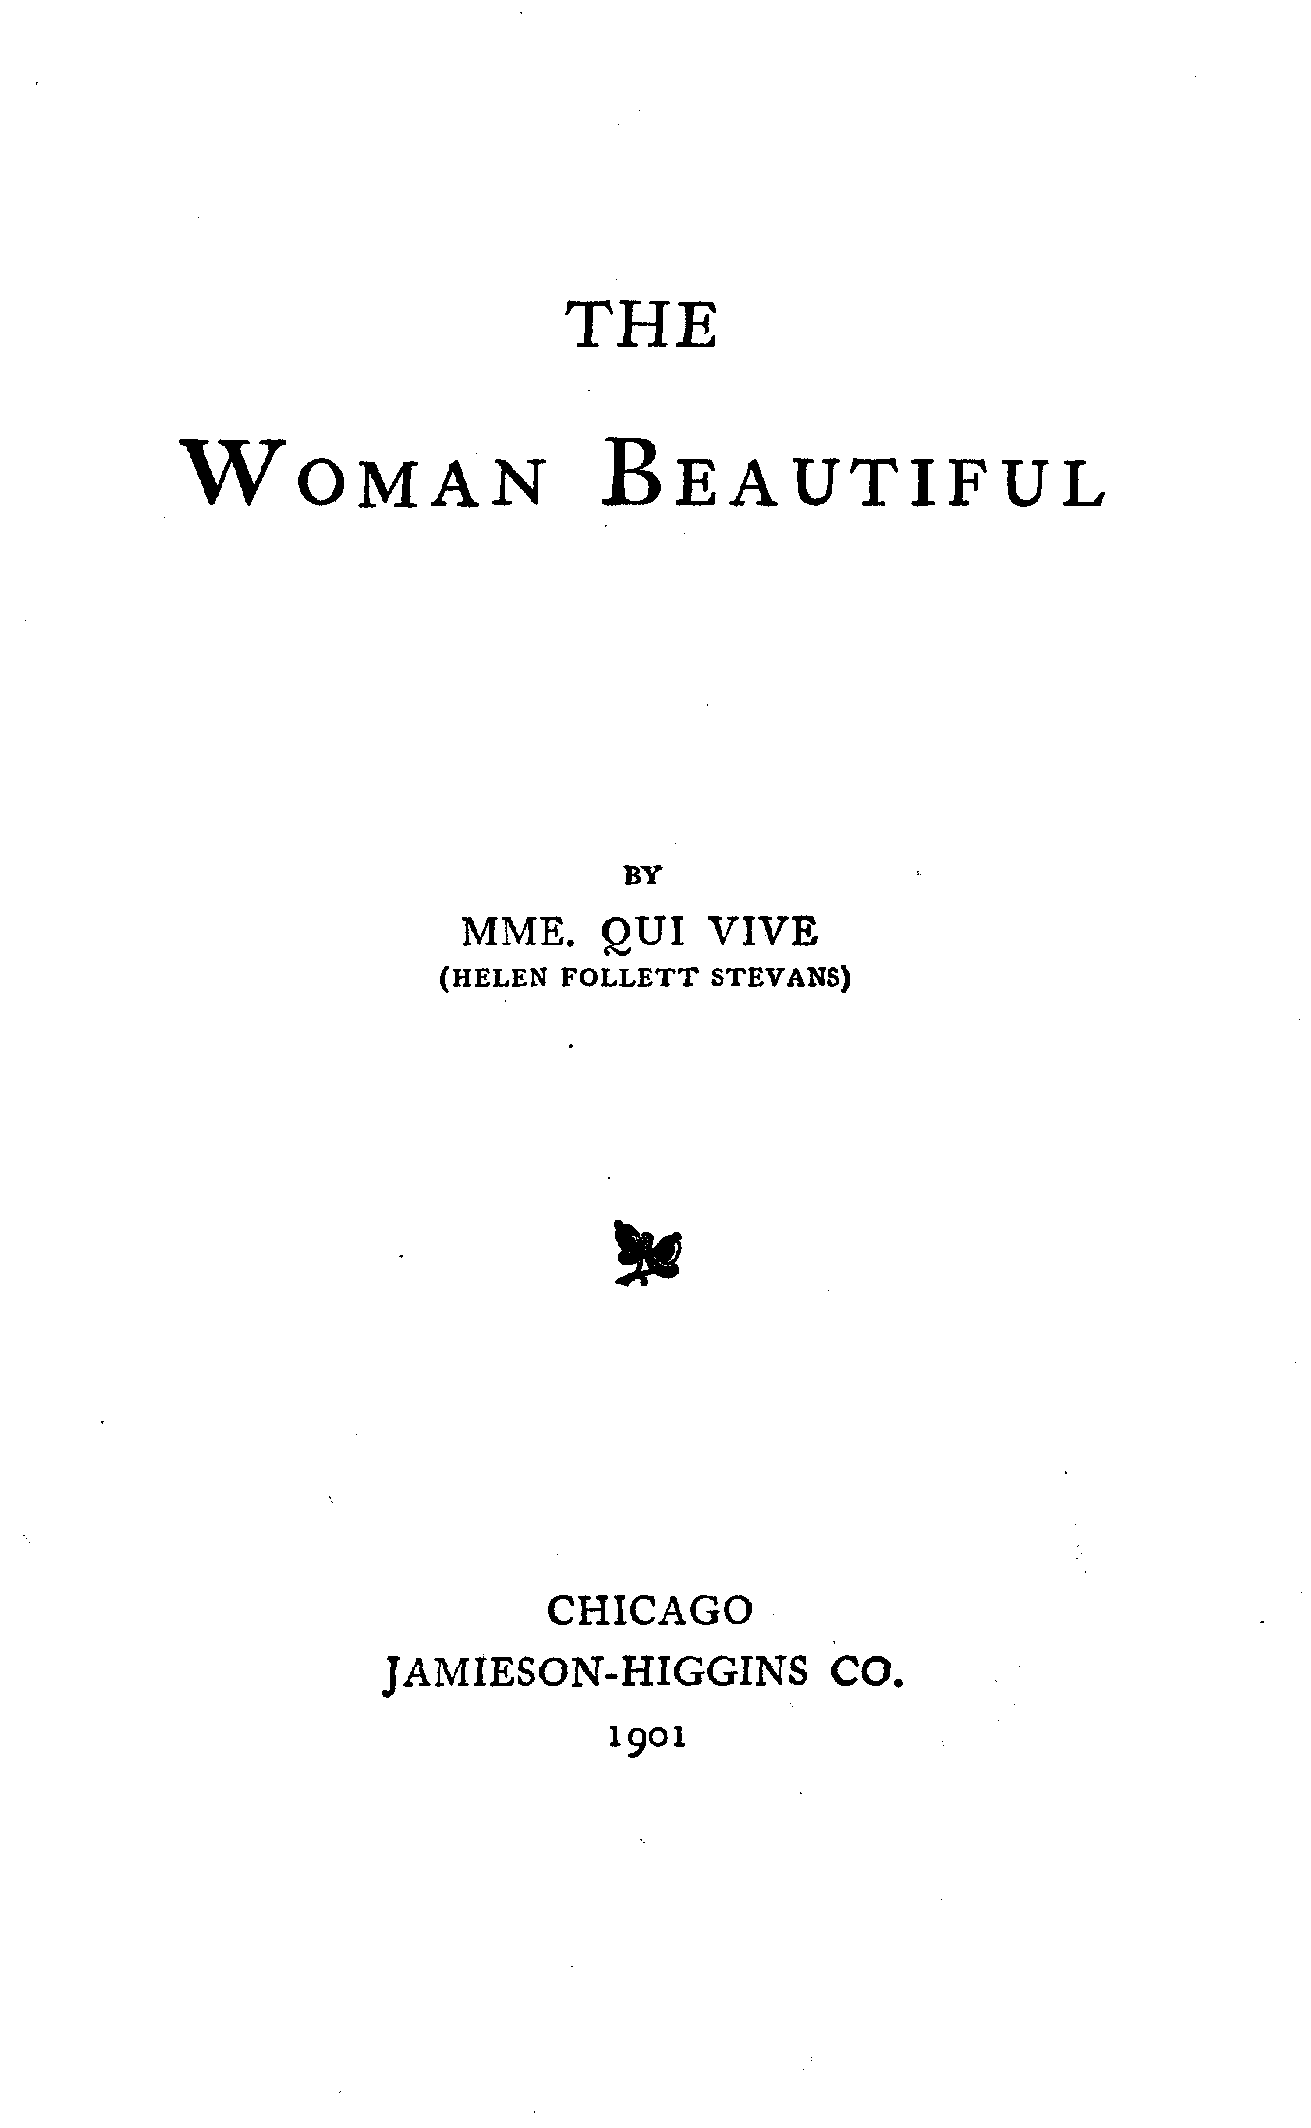 THE
WOMAN BEAUTIFUL
BY
MME. QUI VIVE
(HELEN FOLLETT STEVANS)
CHICAGO
JAMIESON-HIGGINS CO.
1901